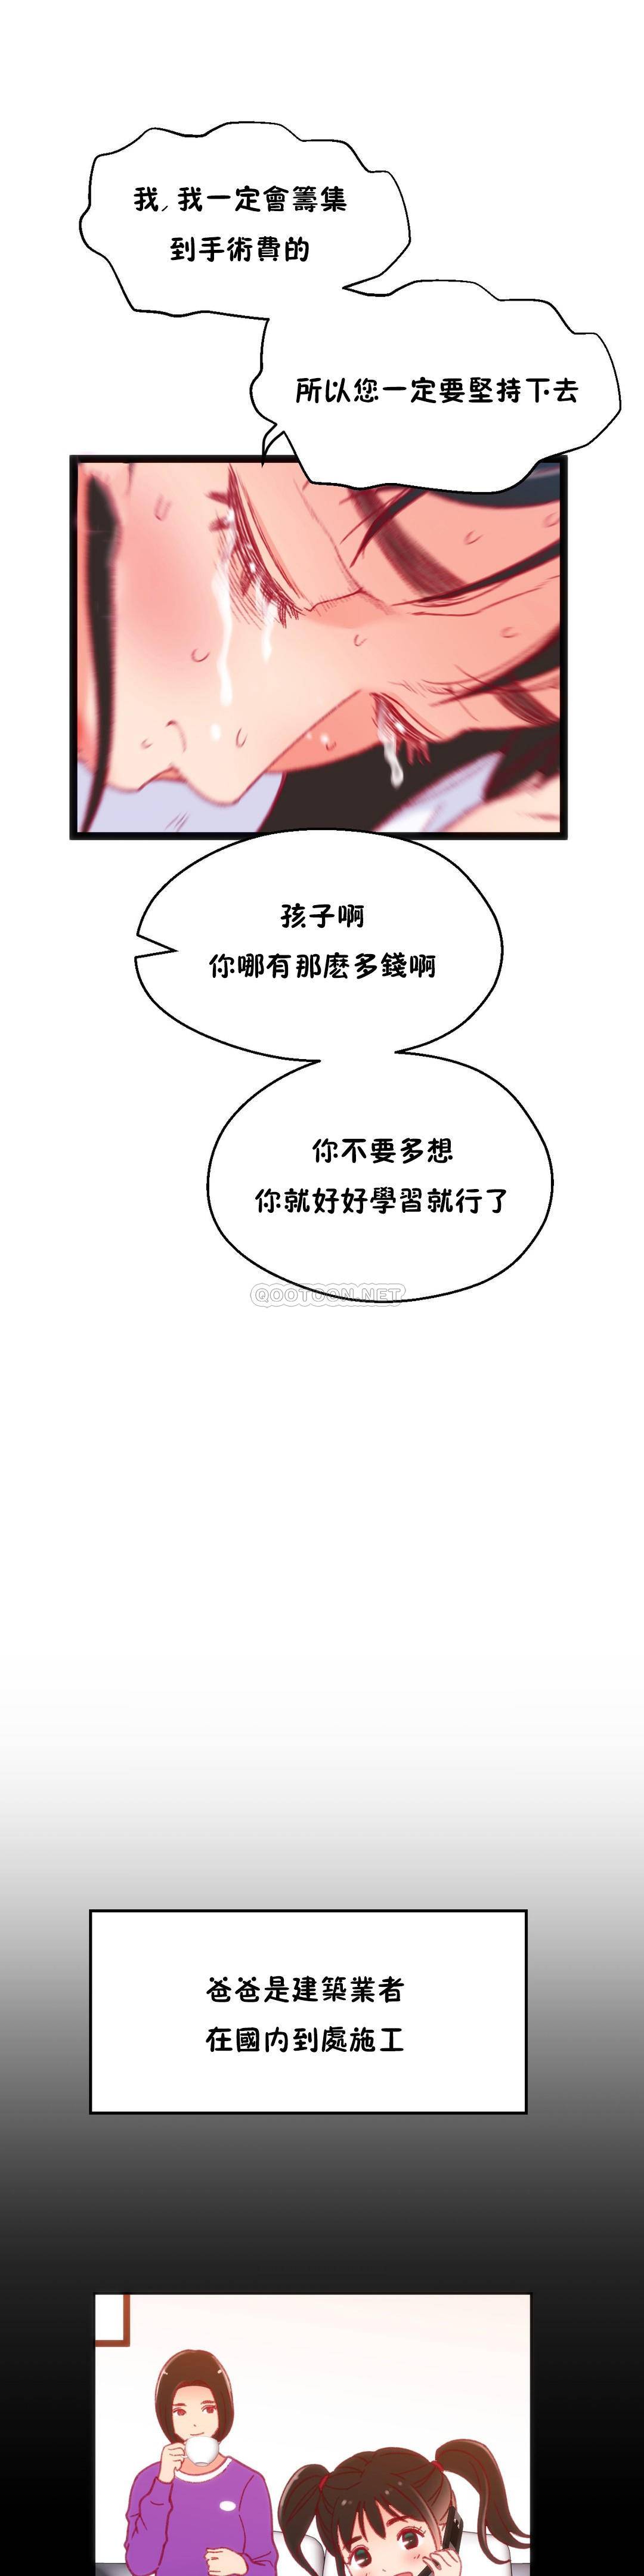 我, 我一定會籌集
到手術費的
所以您一定要堅持下去
孩子啊
你哪有那麽多錢啊
你不要多想
你就好好學習就行了
QOOTOON.NET
爸爸是建築業者
在國内到處施工